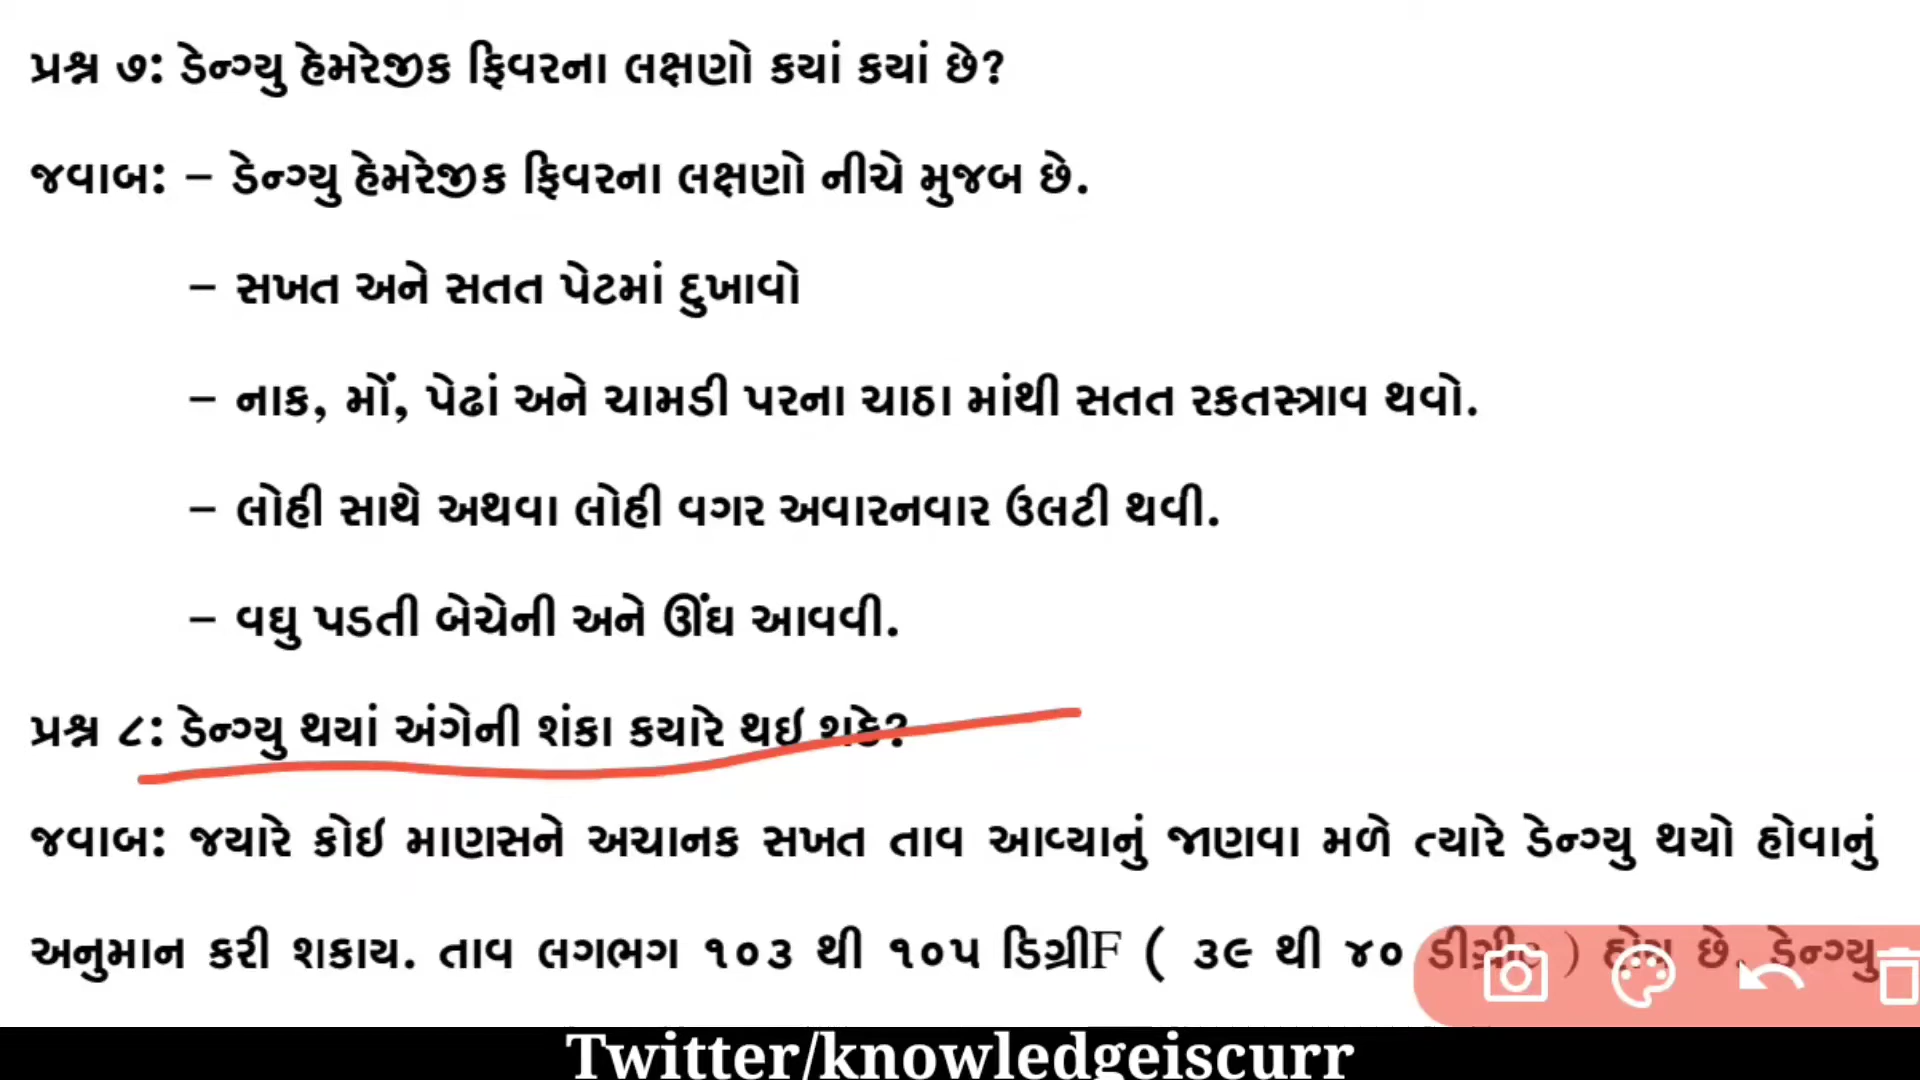 પ્રશ્ન ૭: ડેન્ગ્યુ હેમરેજીક ફિવરના લક્ષણો કયાં કયાં છે?
જવાબ: – ડેન્ગ્યુ હેમરેજીક ફિવરના લક્ષણો નીચે મુજબ છે.
– સખત અને સતત પેટમાં દુખાવો
– નાક, મોં, પેઢાં અને ચામડી પરના ચાઠા માંથી સતત રકતસ્ત્રાવ થવો.
– લોહી સાથે અથવા લોહી વગર અવારનવાર ઉલટી થવી.
– વઘુ પડતી બેચેની અને ઊંઘ આવવી.
પ્રશ્ન ૮: ડેન્ગ્યુ થયાં અંગેની શંકા કયારે થઇ શકે?
જવાબ: જયારે કોઇ માણસને અચાનક સખત તાવ આવ્યાનું જાણવા મળે ત્યારે ડેન્ગ્યુ થયો હોવાનું
અનુમાન કરી શકાય. તાવ લગભગ ૧૦૩ થી ૧૦૫ ડિગ્રીF ( ૩૯ થી ૪૦ ડીગ્રીc ) હોય છે. ડેન્ગ્યુ
Twitter/knowledgeiscurr